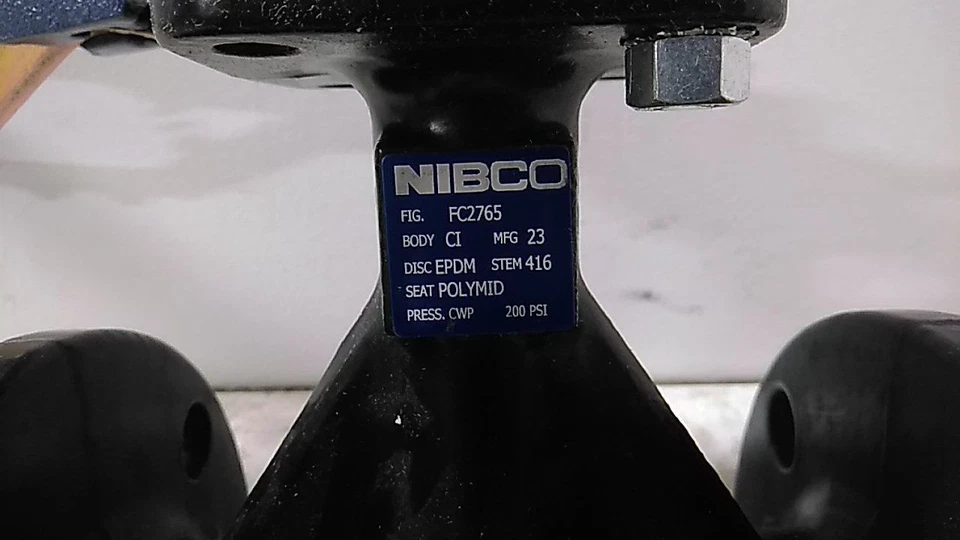 NIBCO
FIG. FC2765
BODY CI MFG 23
DISC EPDM STEM 416
SEAT POLYMID
PRESS. CWP 200 PSI